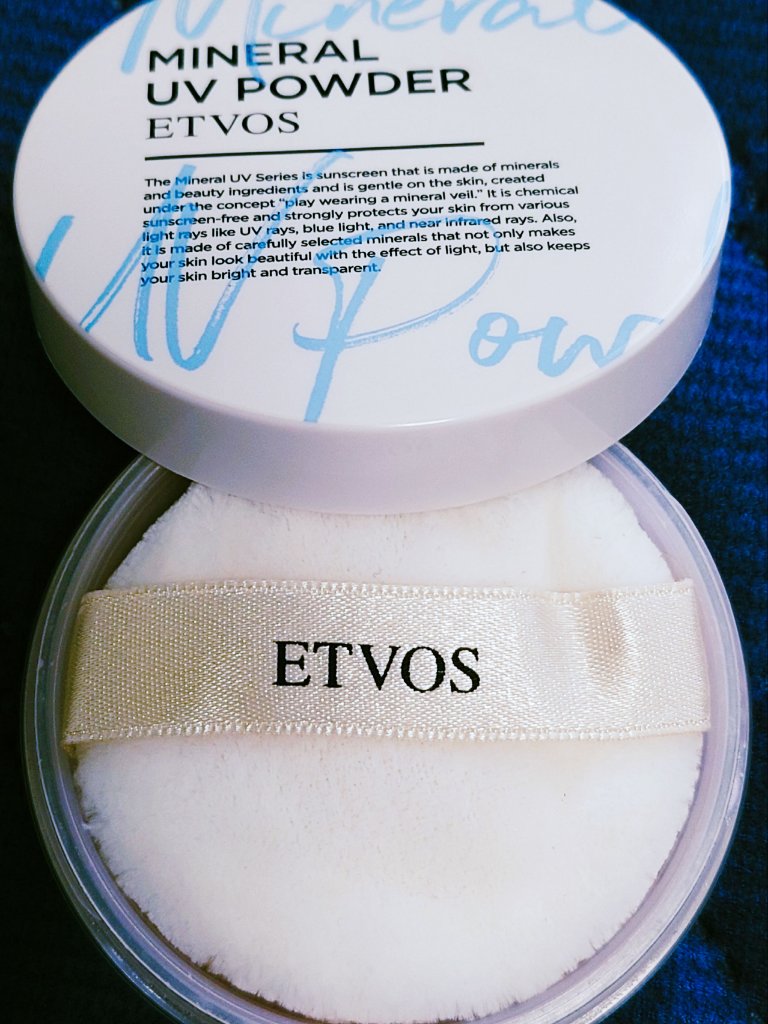 Mineral
MINERAL
UV POWDER
ETVOS
The Mineral UV Series is sunscreen that is made of minerals
and beauty ingredients and is gentle on the skin, created
under the concept "play wearing a mineral veil." It is chemical
sunscreen-free and strongly protects your skin from various
light rays like UV rays, blue light, and near infrared rays. Also,
it is made of carefully selected minerals that not only makes
your skin look beautiful with the effect of light, but also keeps
your skin bright and transparent.
UV Pow
ETVOS